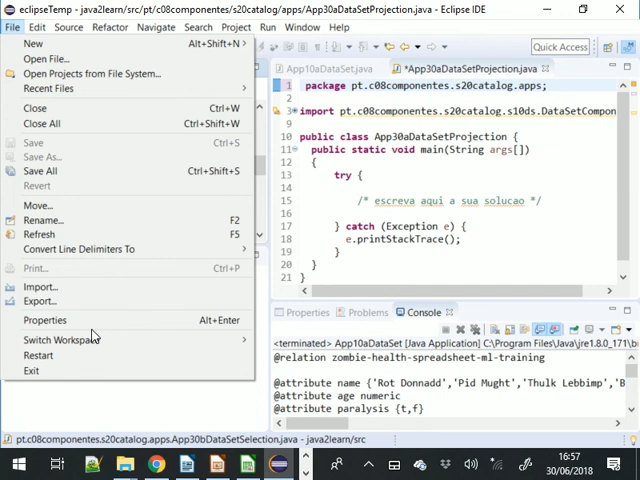 eclipseTemp - java2learn/src/pt/c08componentes/s20catalog/apps/App30aDataSetProjection.java - Eclipse IDE
File Edit Source Refactor Navigate Search Project Run Window Help
New Alt+Shift+N
Open File...
Open Projects from File System...
Recent Files
Close Ctrl+W
Close All Ctrl+Shift+W
Save Ctrl+S
Save As...
Save All Ctrl+Shift+S
Revert
Move...
Rename... F2
Refresh F5
Convert Line Delimiters To
Print... Ctrl+P
Import...
Export...
Properties Alt+Enter
Switch Workspace
Restart
Exit
Quick Access
App10aDataSet.java *App30aDataSetProjection.java
1 package pt.c08componentes.s20catalog.apps;
2
3 import pt.c08componentes.s20catalog.s10ds.DataSetCompon
9
10 public class App30aDataSetProjection {
11 public static void main(String args[])
12 {
13 try {
14
15 /* escreva aqui a sua solucao */
16
17 } catch (Exception e) {
18 e.printStackTrace();
19 }
20 }
21 }
Properties Problems Console
<terminated> App10aDataSet [Java Application] C:\Program Files\Java\jre1.8.0_171\bi
@relation zombie-health-spreadsheet-ml-training
@attribute name {'Rot Donnadd','Pid Mught','Thulk Lebbimp','B
@attribute age numeric
@attribute paralysis {t,f}
pt.c08componentes.s20catalog.apps.App30bDataSetSelection.java - java2learn/src
16:57
30/06/2018